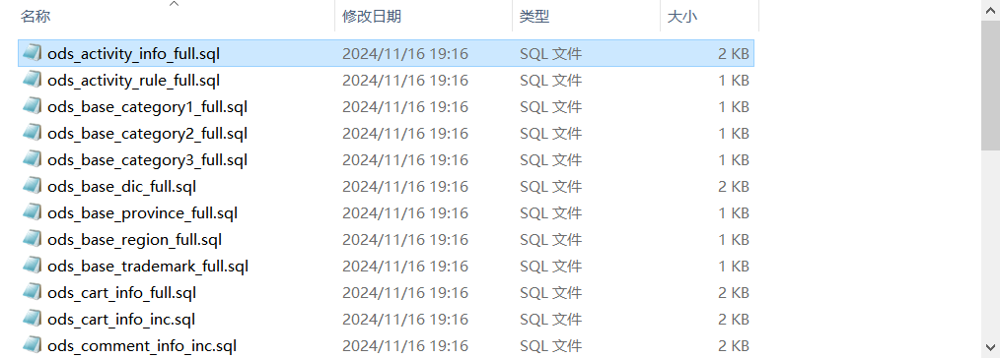 名称 修改日期 类型 大小
ods_activity_info_full.sql 2024/11/16 19:16 SQL 文件 2 KB
ods_activity_rule_full.sql 2024/11/16 19:16 SQL 文件 1 KB
ods_base_category1_full.sql 2024/11/16 19:16 SQL 文件 1 KB
ods_base_category2_full.sql 2024/11/16 19:16 SQL 文件 1 KB
ods_base_category3_full.sql 2024/11/16 19:16 SQL 文件 1 KB
ods_base_dic_full.sql 2024/11/16 19:16 SQL 文件 2 KB
ods_base_province_full.sql 2024/11/16 19:16 SQL 文件 1 KB
ods_base_region_full.sql 2024/11/16 19:16 SQL 文件 1 KB
ods_base_trademark_full.sql 2024/11/16 19:16 SQL 文件 1 KB
ods_cart_info_full.sql 2024/11/16 19:16 SQL 文件 2 KB
ods_cart_info_inc.sql 2024/11/16 19:16 SQL 文件 2 KB
ods_comment_info_inc.sql 2024/11/16 19:16 SQL 文件 2 KB